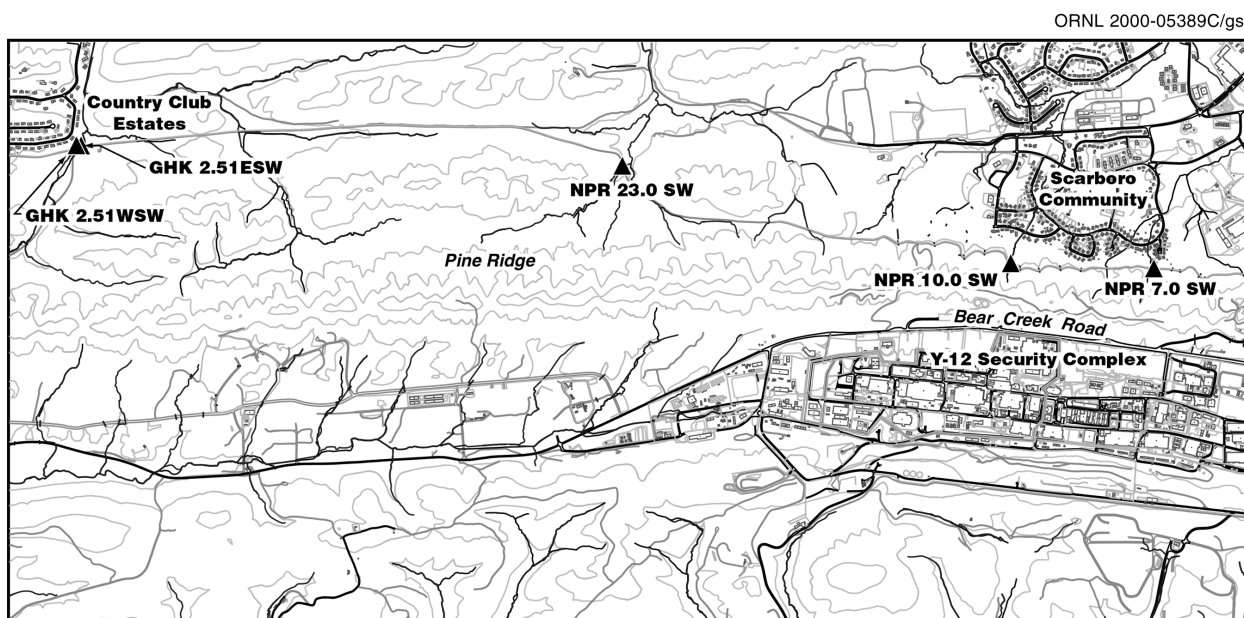 ORNL 2000-05389C/gs
Country Club
Estates
GHK 2.51ESW
GHK 2.51WSW
NPR 23.0 SW
Scarboro
Community
Pine Ridge
NPR 10.0 SW
NPR 7.0 SW
Bear Creek Road
Y-12 Security Complex